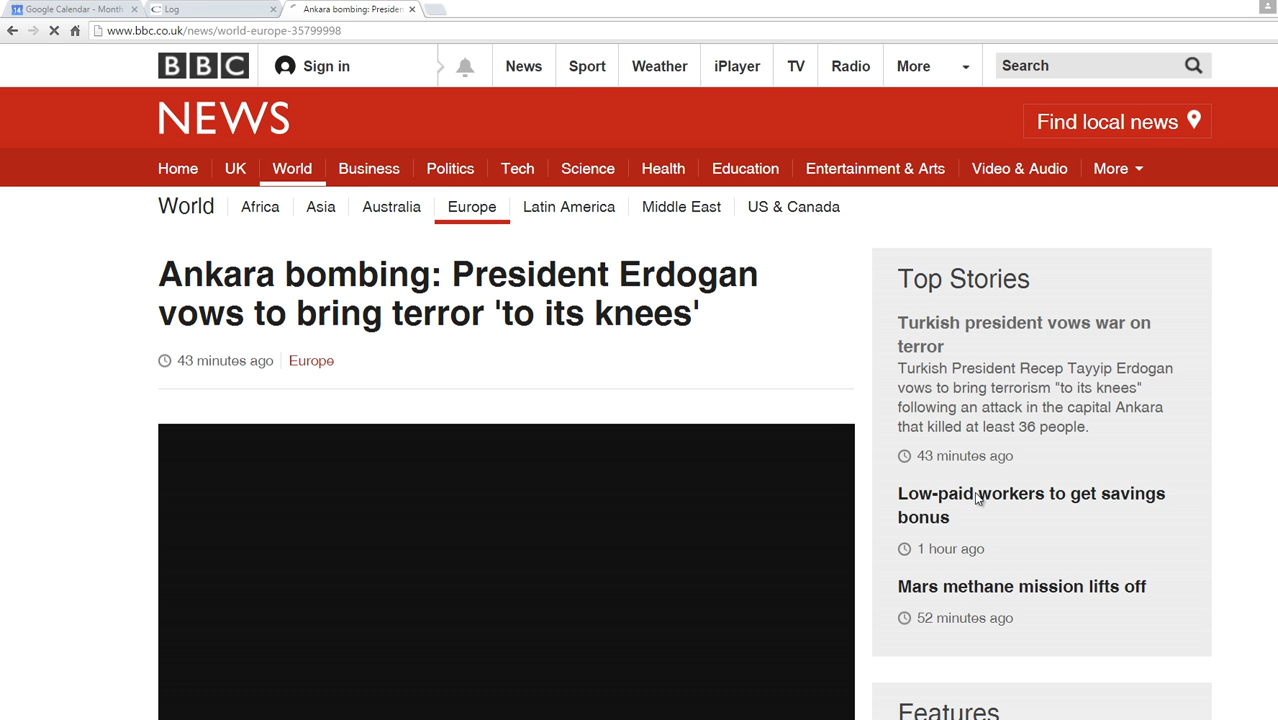 14 Google Calendar - Month
Log
Ankara bombing: Presiden
www.bbc.co.uk/news/world-europe-35799998
BBC
Sign in
News
Sport
Weather
iPlayer
TV
Radio
More
Search
NEWS
Find local news
Home
UK
World
Business
Politics
Tech
Science
Health
Education
Entertainment & Arts
Video & Audio
More
World
Africa
Asia
Australia
Europe
Latin America
Middle East
US & Canada
Ankara bombing: President Erdogan
vows to bring terror 'to its knees'
43 minutes ago
Europe
Top Stories
Turkish president vows war on
terror
Turkish President Recep Tayyip Erdogan
vows to bring terrorism "to its knees"
following an attack in the capital Ankara
that killed at least 36 people.
43 minutes ago
Low-paid workers to get savings
bonus
1 hour ago
Mars methane mission lifts off
52 minutes ago
Features